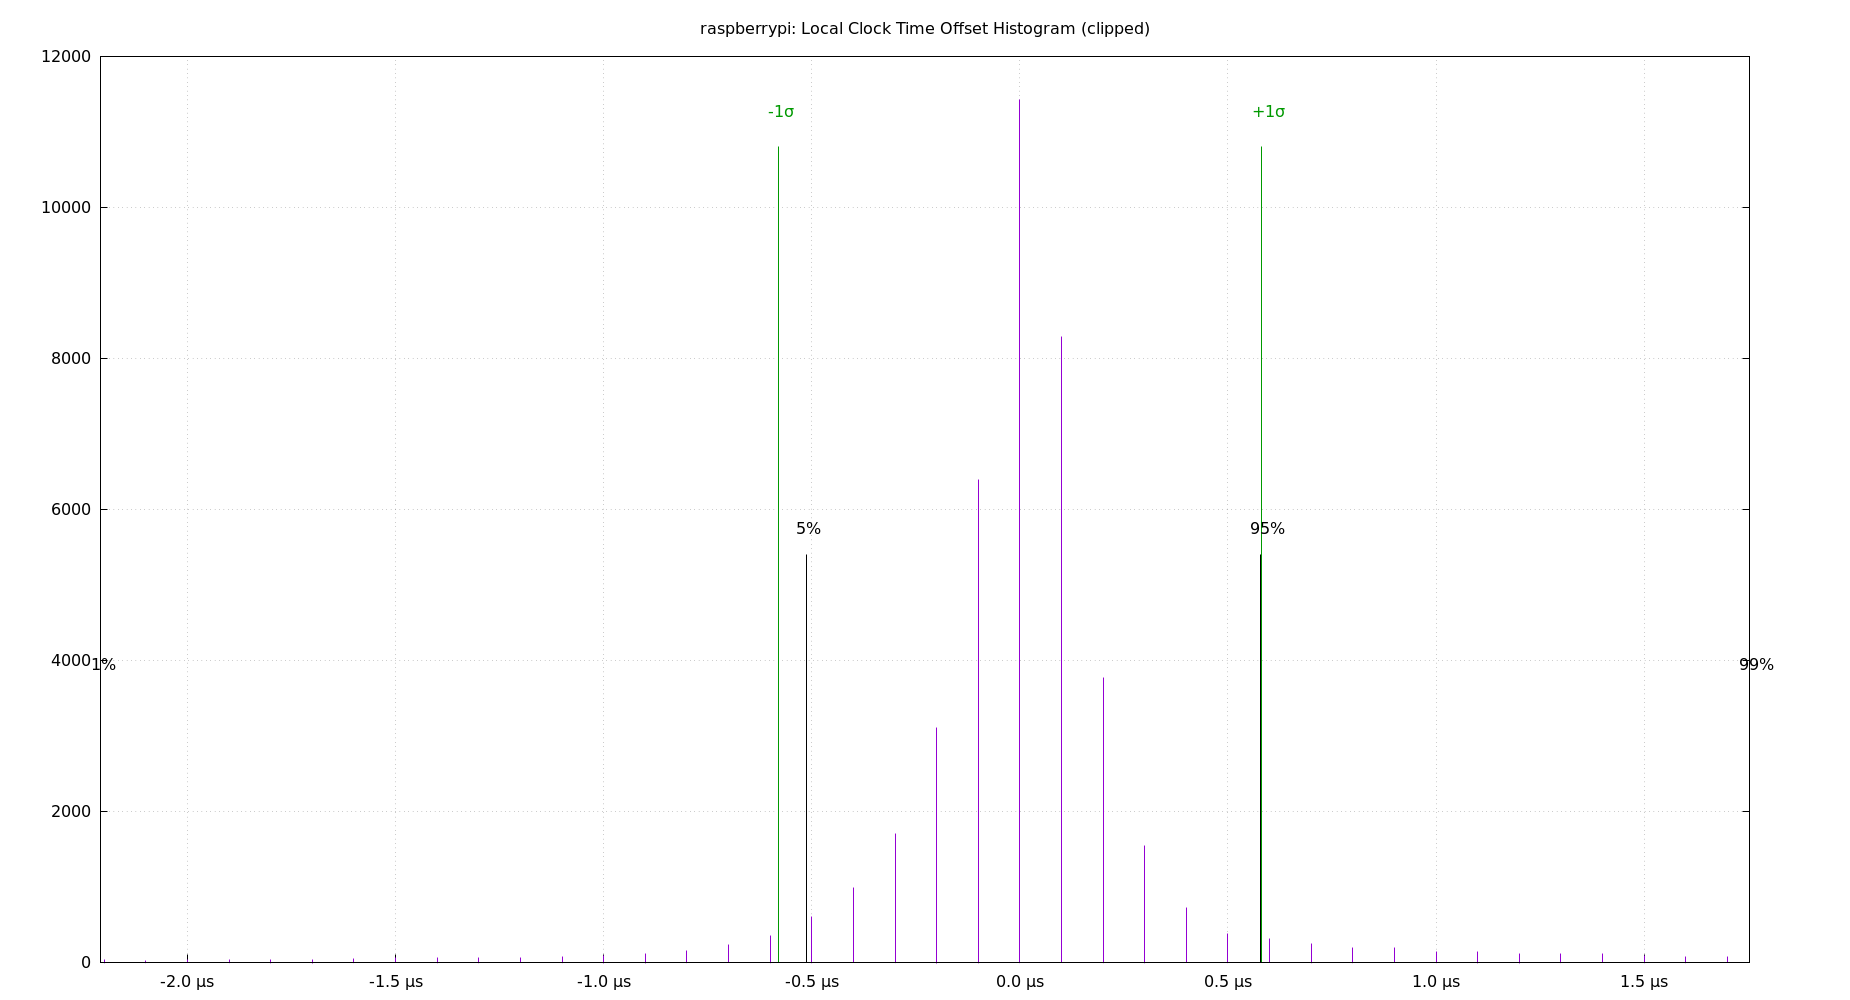 raspberrypi: Local Clock Time Offset Histogram (clipped)
12000
-1σ
+1σ
10000
8000
6000
5%
95%
4000
1%
99%
2000
0
-2.0 µs
-1.5 µs
-1.0 µs
-0.5 µs
0.0 µs
0.5 µs
1.0 µs
1.5 µs